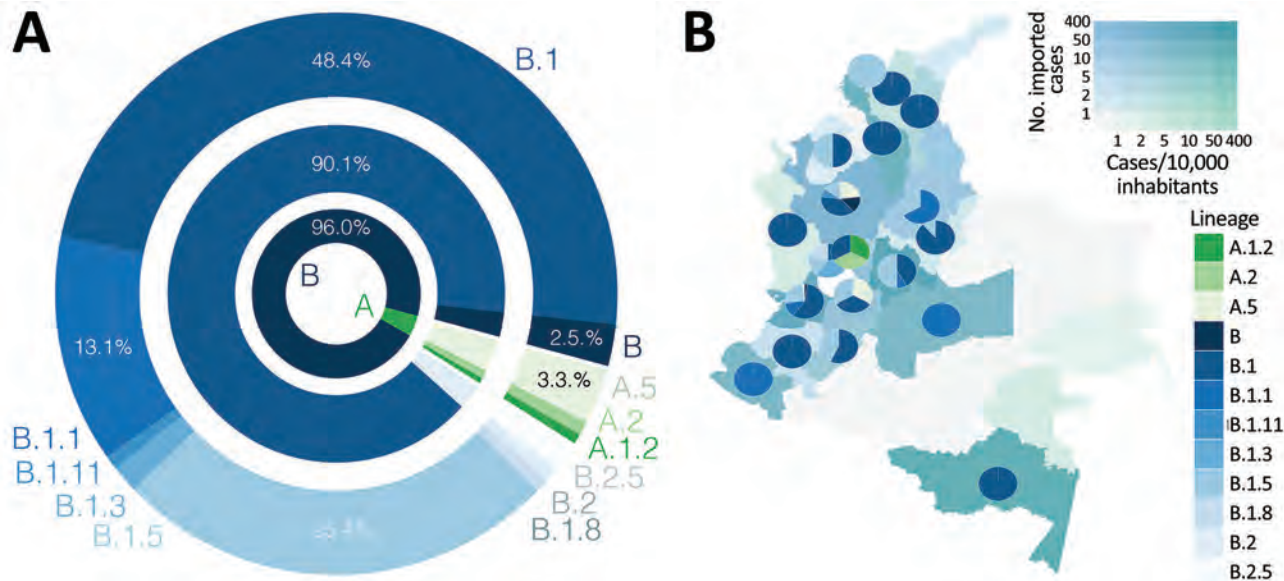 A
48.4%
B.1
90.1%
96.0%
B
A
2.5.%
B
3.3.%
A.5
A.2
A.1.2
B.2.5
B.2
B.1.8
13.1%
B.1.1
B.1.11
B.1.3
B.1.5
B
No. imported
cases
400
50
10
5
2
1
1 2 5 10 50 400
Cases/10,000
inhabitants
Lineage
A.1.2
A.2
A.5
B
B.1
B.1.1
B.1.11
B.1.3
B.1.5
B.1.8
B.2
B.2.5